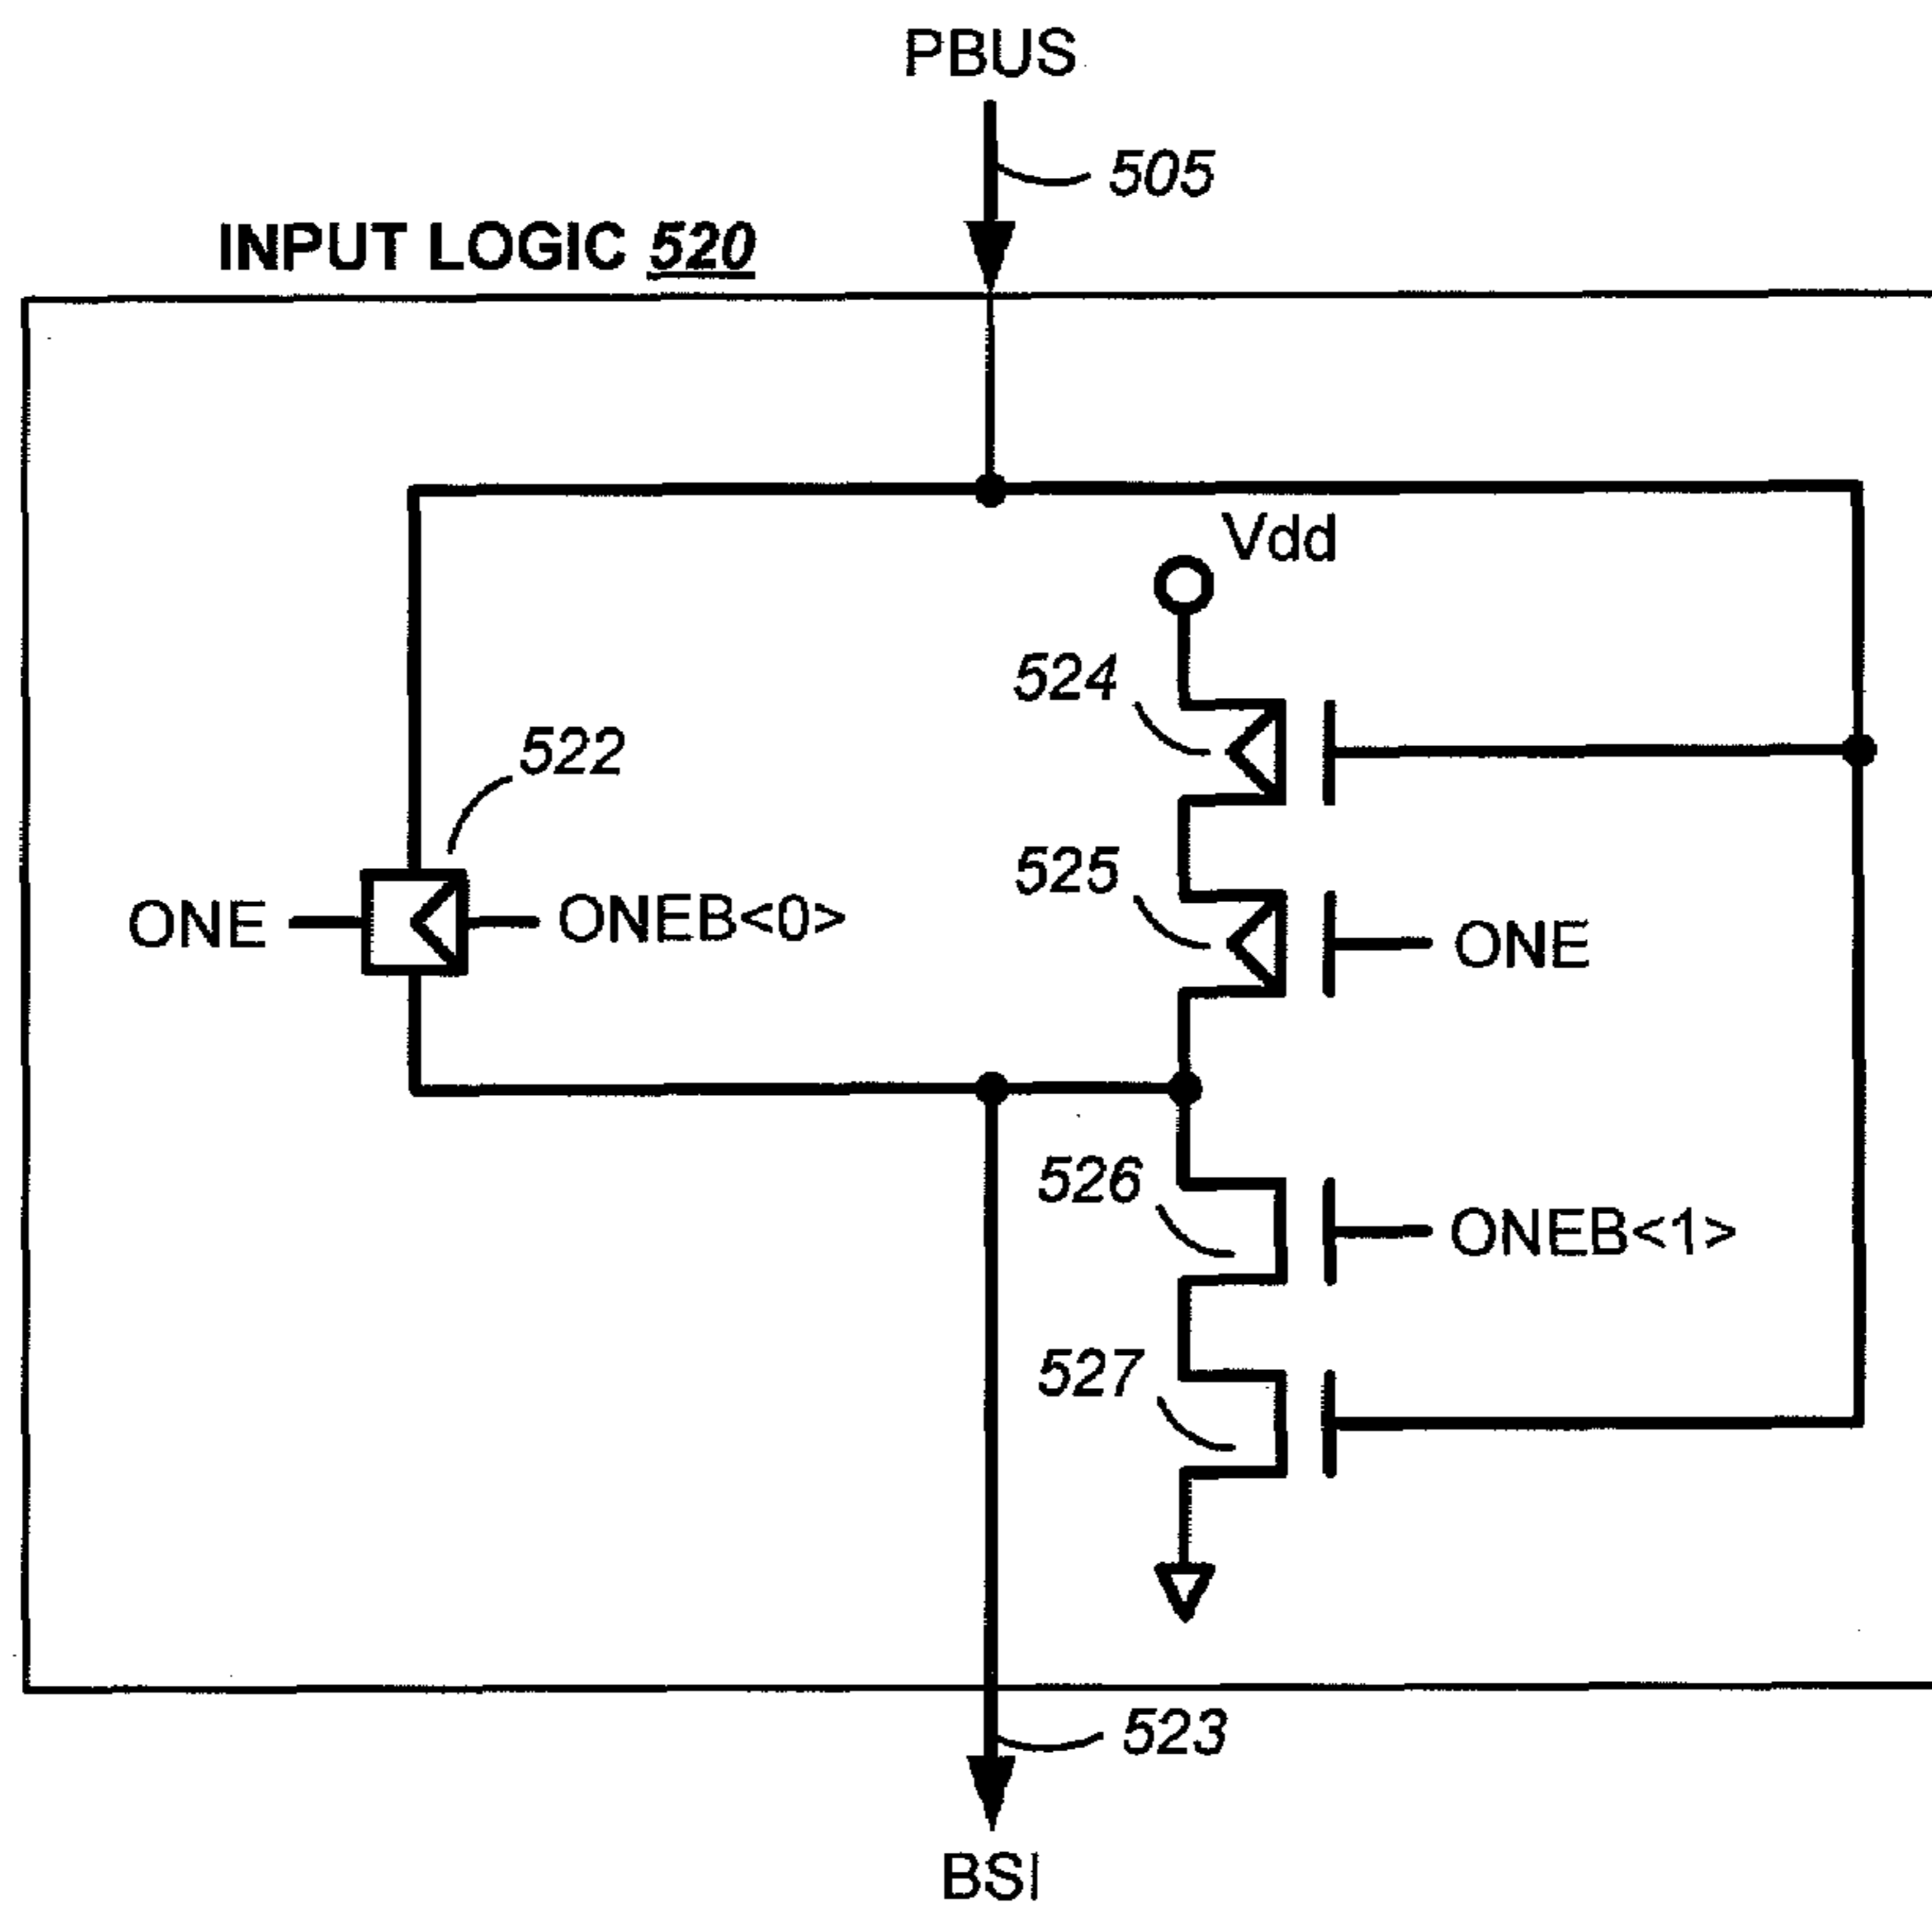 PBUS
505
INPUT LOGIC 520
Vdd
524
522
525
ONE
ONEB<0>
ONE
526
ONEB<1>
527
523
BSI